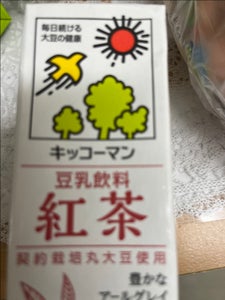 毎日続ける
大豆の健康
キッコーマン
豆乳飲料
紅茶
契約栽培丸大豆使用
豊かな
アールグレイ